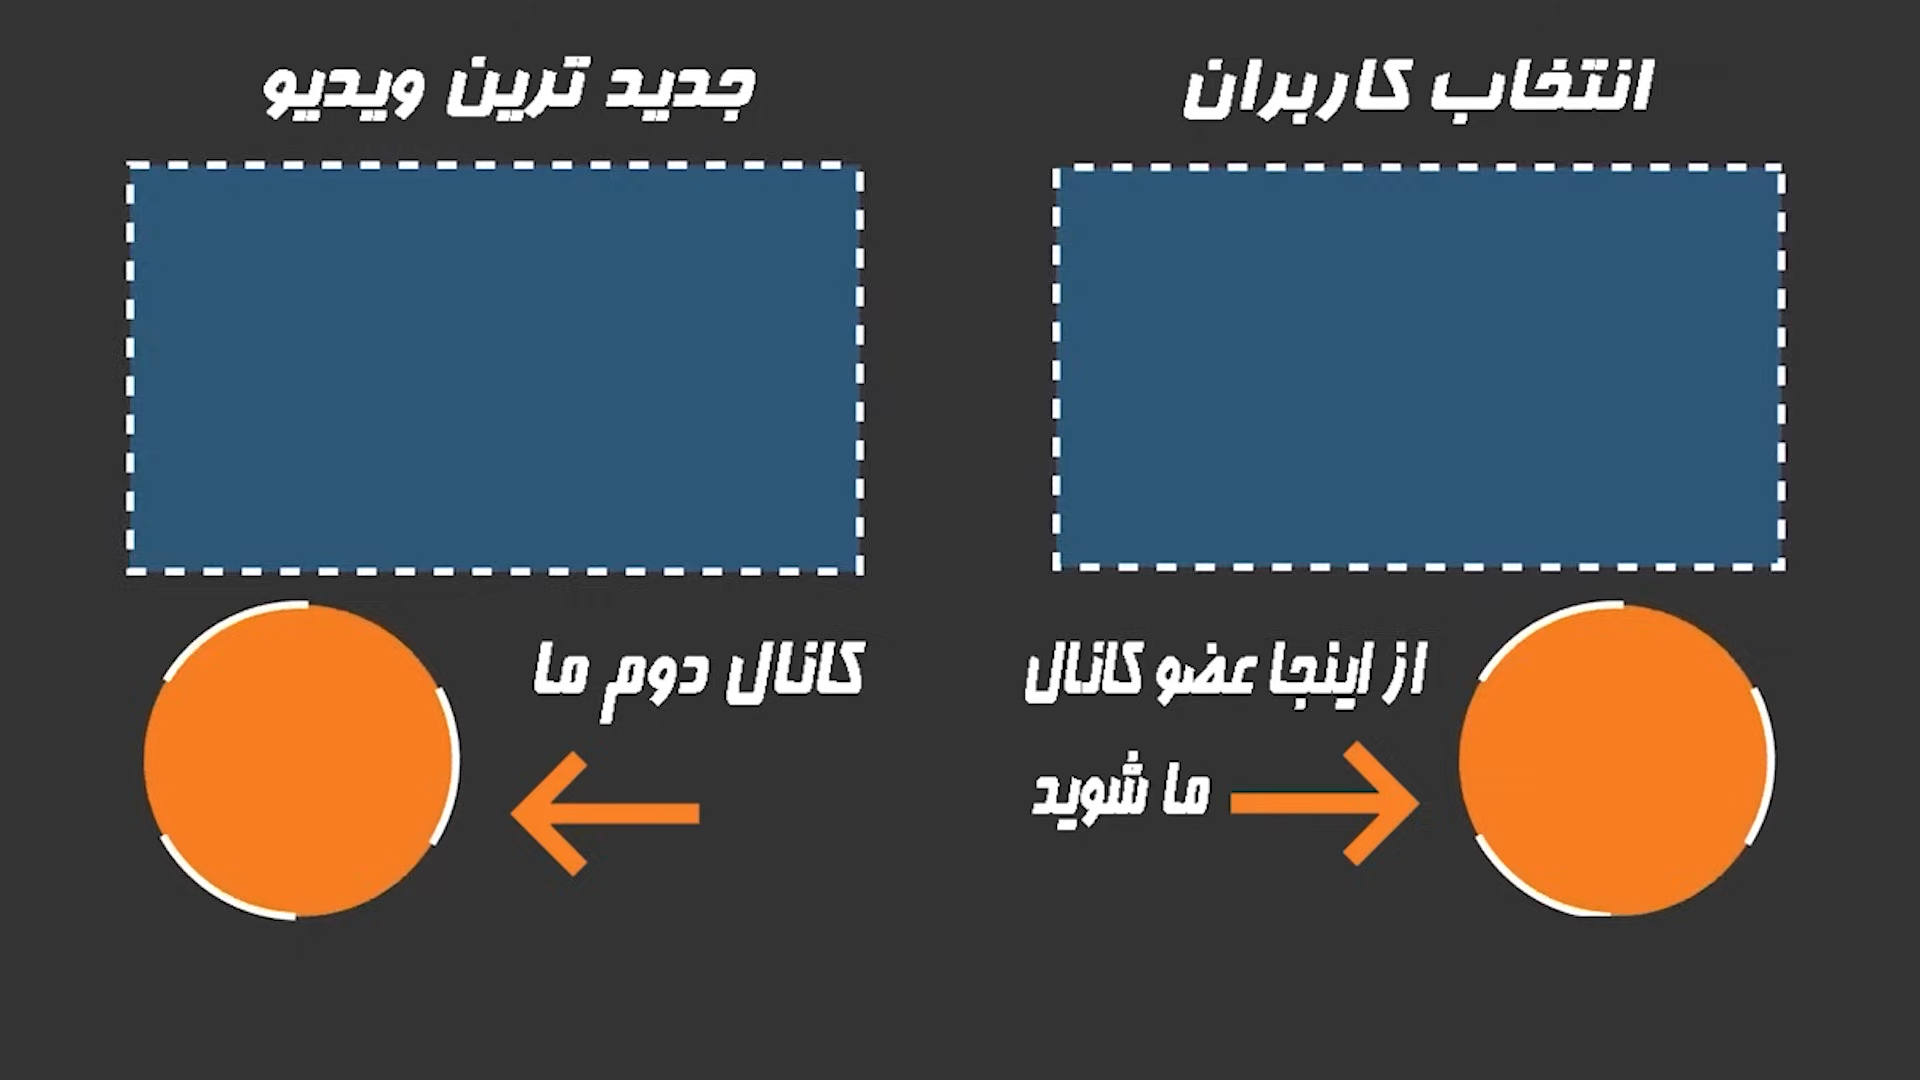 انتخاب کاربران
جدید ترین ویدیو
از اینجا عضو کانال
ما شوید
کانال دوم ما